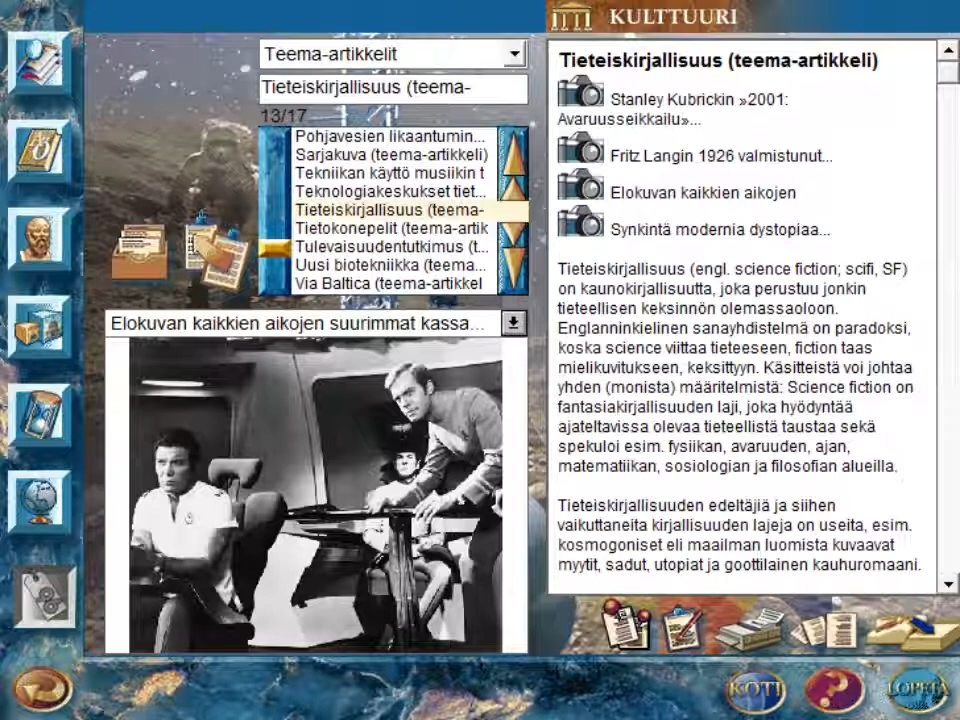 KULTTUURI
Teema-artikkelit
Tieteiskirjallisuus (teema-
13/17
Pohjavesien likaantumin...
Sarjakuva (teema-artikkeli)
Tekniikan käyttö musiikin t
Teknologiakeskukset tiet...
Tieteiskirjallisuus (teema-
Tietokonepelit (teema-artik
Tulevaisuudentutkimus (t...
Uusi biotekniikka (teema...
Via Baltica (teema-artikkel
Elokuvan kaikkien aikojen suurimmat kassa...
Tieteiskirjallisuus (teema-artikkeli)
Stanley Kubrickin »2001:
Avaruusseikkailu»...
Fritz Langin 1926 valmistunut...
Elokuvan kaikkien aikojen
Synkintä modernia dystopiaa...
Tieteiskirjallisuus (engl. science fiction; scifi, SF)
on kaunokirjallisuutta, joka perustuu jonkin
tieteellisen keksinnön olemassaoloon.
Englanninkielinen sanayhdistelmä on paradoksi,
koska science viittaa tieteeseen, fiction taas
mielikuvitukseen, keksittyyn. Käsitteistä voi johtaa
yhden (monista) määritelmistä: Science fiction on
fantasiakirjallisuuden laji, joka hyödyntää
ajateltavissa olevaa tieteellistä taustaa sekä
spekuloi esim. fysiikan, avaruuden, ajan,
matematiikan, sosiologian ja filosofian alueilla.
Tieteiskirjallisuuden edeltäjiä ja siihen
vaikuttaneita kirjallisuuden lajeja on useita, esim.
kosmogoniset eli maailman luomista kuvaavat
myytit, sadut, utopiat ja goottilainen kauhuromaani.
KOTI
?
LOPETA